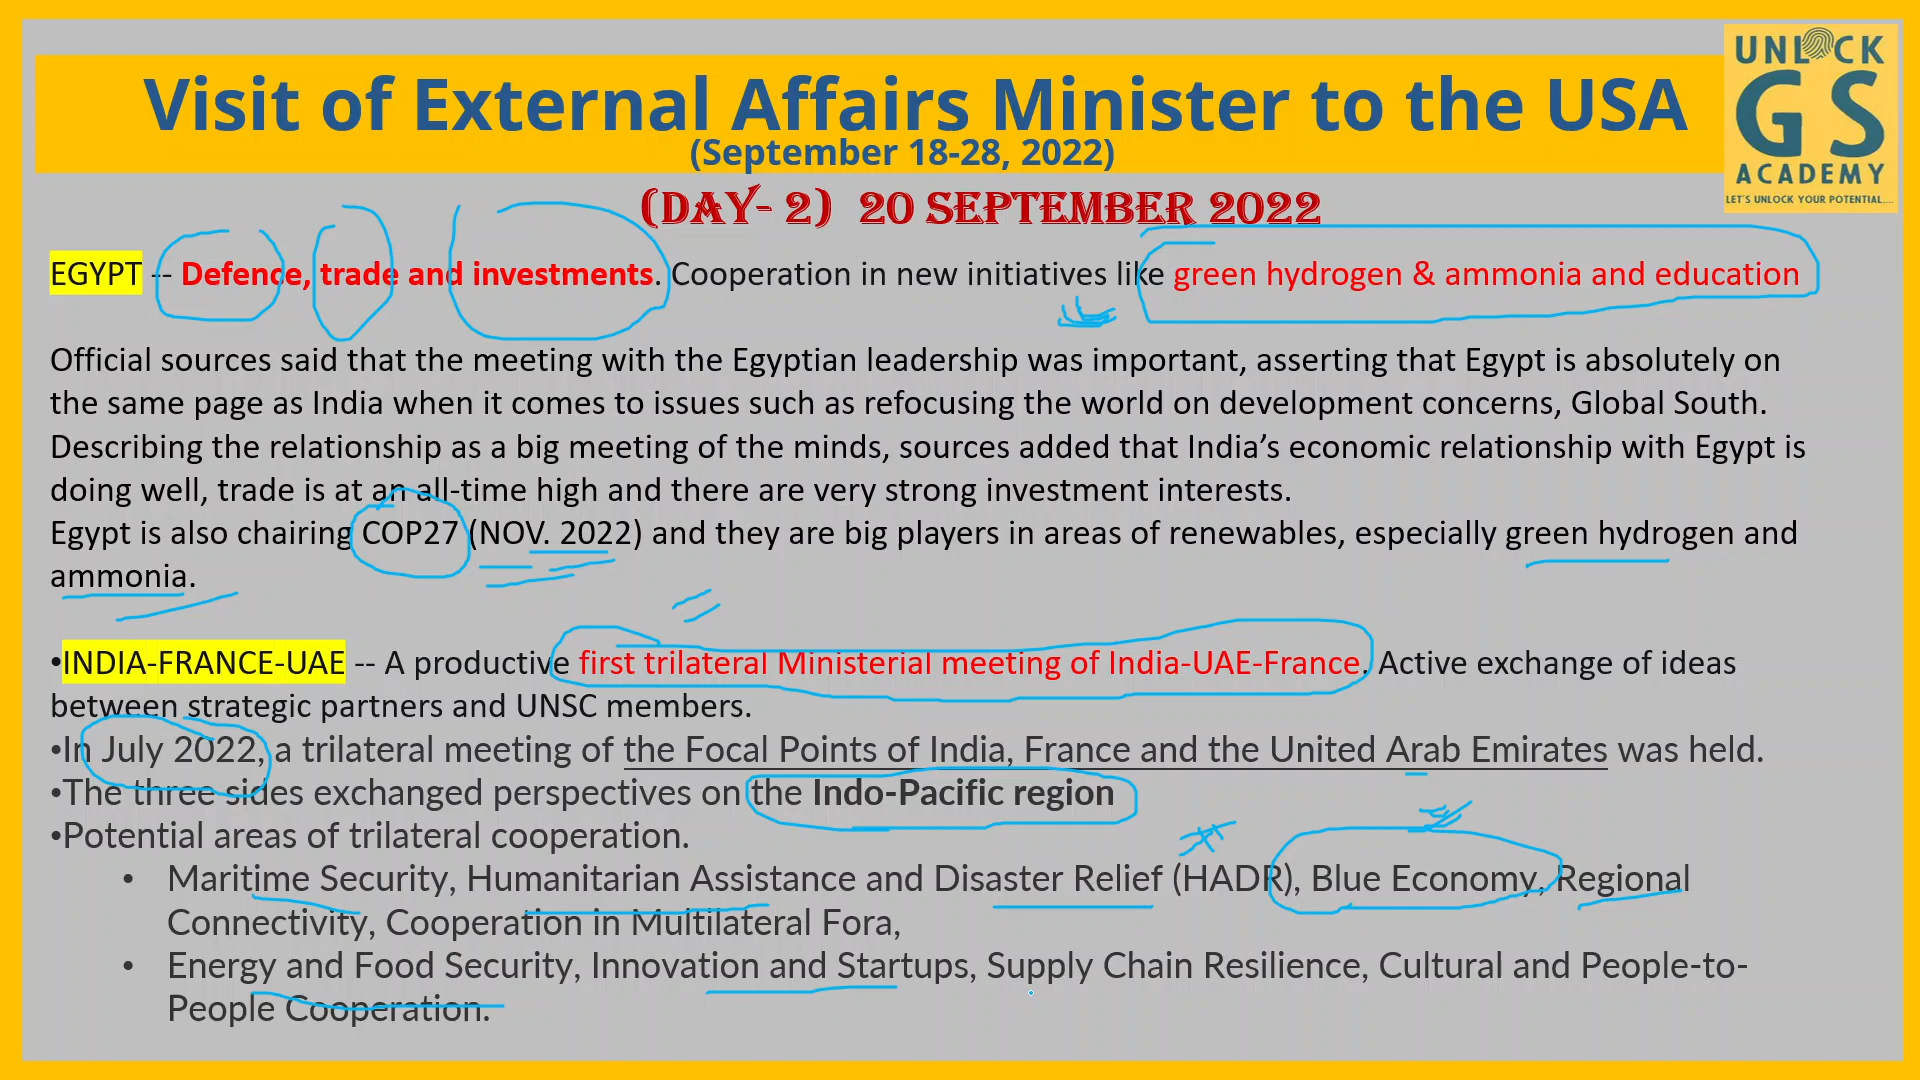 UNLOCK
GS
ACADEMY
LET'S UNLOCK YOUR POTENTIAL....
Visit of External Affairs Minister to the USA
(September 18-28, 2022)
(DAY- 2) 20 SEPTEMBER 2022
EGYPT -- Defence, trade and investments. Cooperation in new initiatives like green hydrogen & ammonia and education
Official sources said that the meeting with the Egyptian leadership was important, asserting that Egypt is absolutely on
the same page as India when it comes to issues such as refocusing the world on development concerns, Global South.
Describing the relationship as a big meeting of the minds, sources added that India’s economic relationship with Egypt is
doing well, trade is at an all-time high and there are very strong investment interests.
Egypt is also chairing COP27 (NOV. 2022) and they are big players in areas of renewables, especially green hydrogen and
ammonia.
•INDIA-FRANCE-UAE -- A productive first trilateral Ministerial meeting of India-UAE-France. Active exchange of ideas
between strategic partners and UNSC members.
•In July 2022, a trilateral meeting of the Focal Points of India, France and the United Arab Emirates was held.
•The three sides exchanged perspectives on the Indo-Pacific region
•Potential areas of trilateral cooperation.
• Maritime Security, Humanitarian Assistance and Disaster Relief (HADR), Blue Economy, Regional
Connectivity, Cooperation in Multilateral Fora,
• Energy and Food Security, Innovation and Startups, Supply Chain Resilience, Cultural and People-to-
People Cooperation.